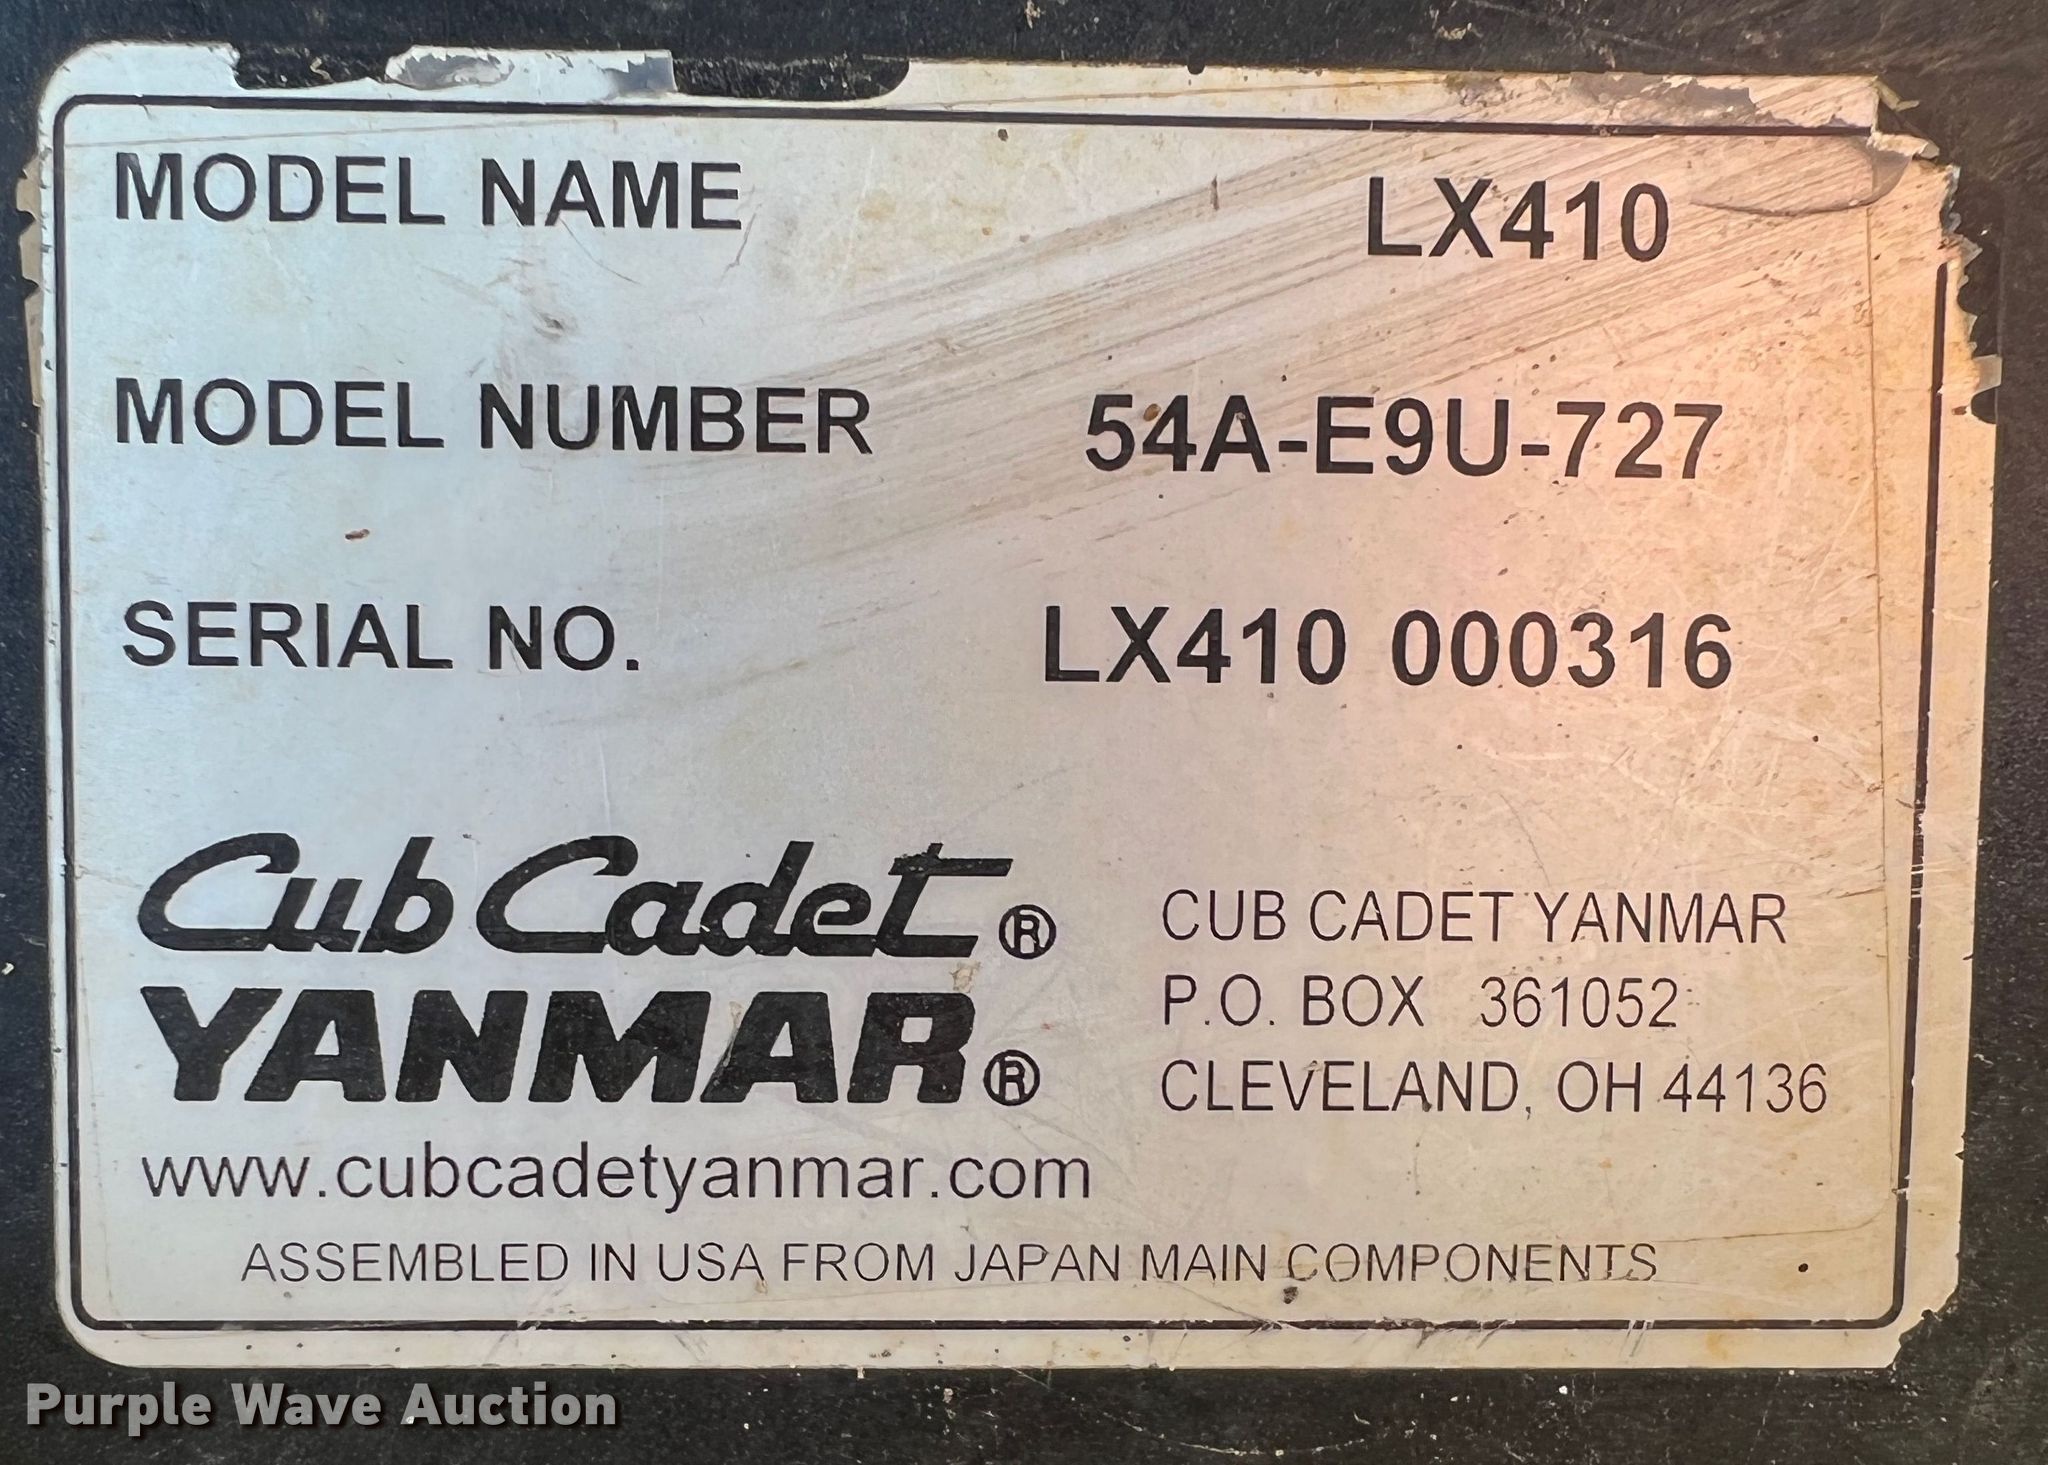 MODEL NAME LX410
MODEL NUMBER 54A-E9U-727
SERIAL NO. LX410 000316
Cub Cadet®
YANMAR®
www.cubcadetyanmar.com
CUB CADET YANMAR
P.O. BOX 361052
CLEVELAND, OH 44136
ASSEMBLED IN USA FROM JAPAN MAIN COMPONENTS
Purple Wave Auction